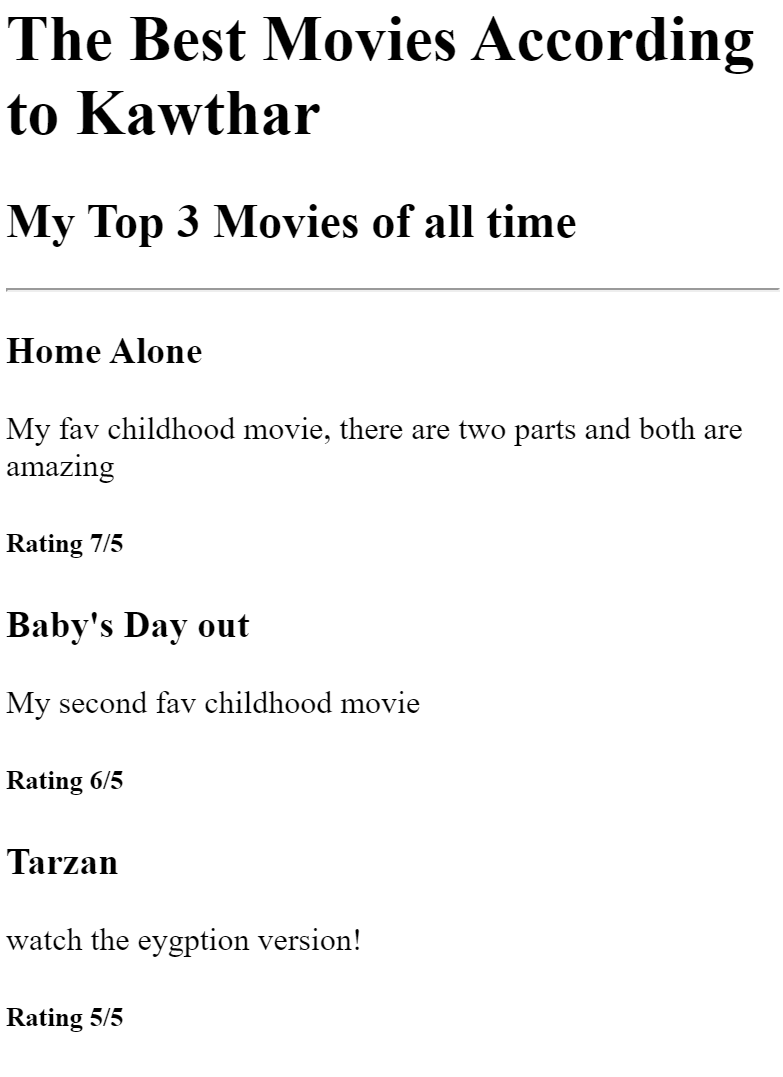 The Best Movies According
to Kawthar
My Top 3 Movies of all time
Home Alone
My fav childhood movie, there are two parts and both are
amazing
Rating 7/5
Baby's Day out
My second fav childhood movie
Rating 6/5
Tarzan
watch the eygption version!
Rating 5/5